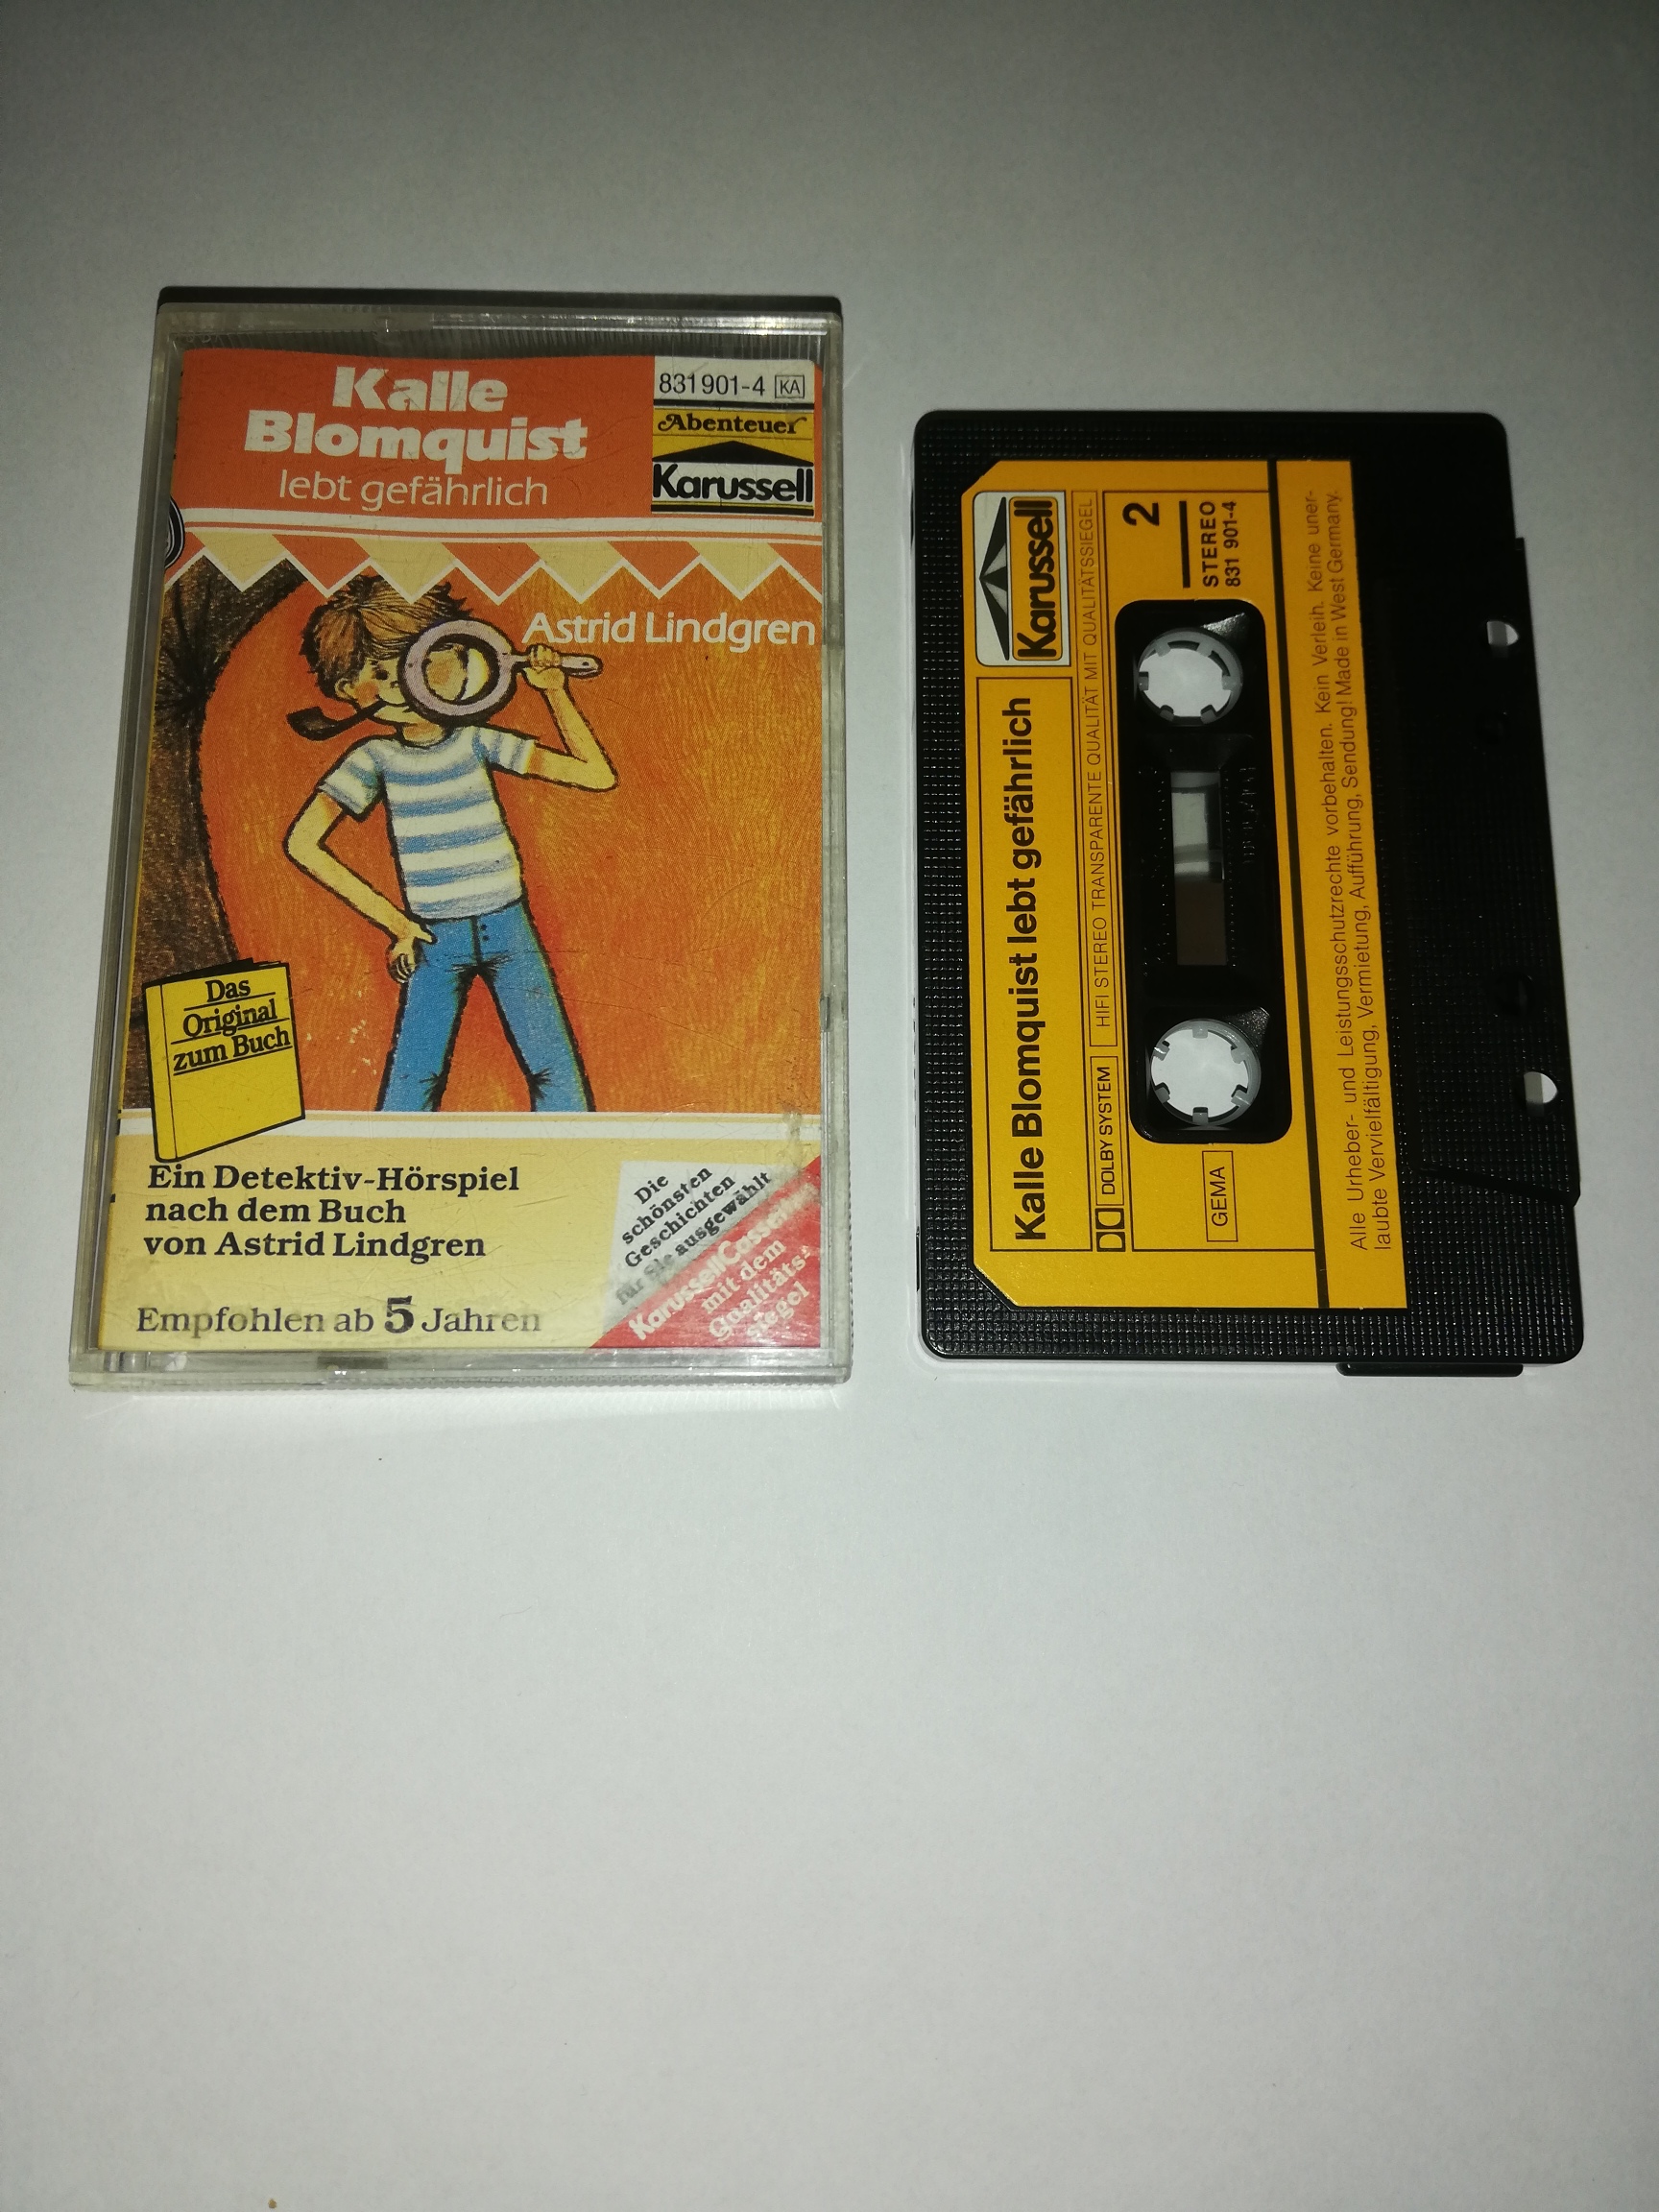 Kalle
Blomquist
lebt gefährlich
831901-4 KA
Abenteuer
Karussell
Astrid Lindgren
Das
Original
zum Buch
Ein Detektiv-Hörspiel
nach dem Buch
von Astrid Lindgren
Empfohlen ab 5 Jahren
Die
schönsten
Geschichten
für Sie ausgewählt
Karussell Cassetten
mit dem
Qualitäts-
siegel
Karussell
Kalle Blomquist lebt gefährlich
DOLBY SYSTEM
HIFI STEREO TRANSPARENTE QUALITÄT MIT QUALITÄTSSIEGEL
GEMA
2
STEREO
831 901-4
Alle Urheber- und Leistungsschutzrechte vorbehalten. Kein Verleih. Keine uner-
laubte Vervielfältigung, Vermietung, Aufführung, Sendung! Made in West Germany.